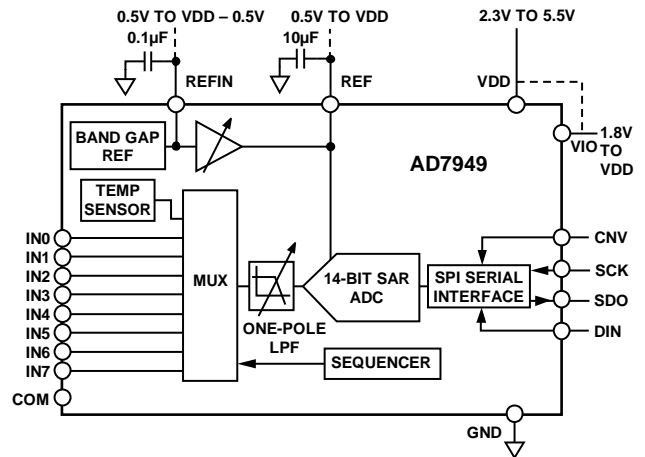 0.5V TO VDD – 0.5V
0.1µF
0.5V TO VDD
10µF
2.3V TO 5.5V
REFIN
REF
VDD
BAND GAP
REF
AD7949
VIO
1.8V
TO
VDD
TEMP
SENSOR
IN0
IN1
IN2
IN3
IN4
IN5
IN6
IN7
COM
MUX
ONE-POLE
LPF
14-BIT SAR
ADC
SPI SERIAL
INTERFACE
CNV
SCK
SDO
DIN
SEQUENCER
GND